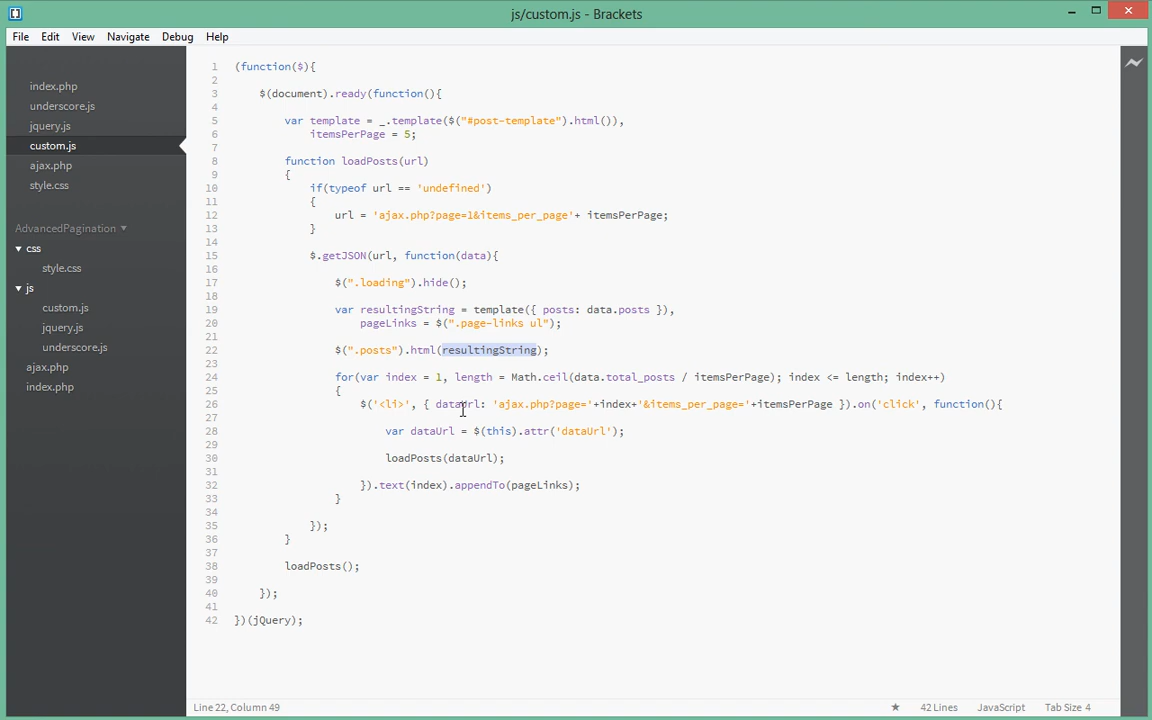 js/custom.js - Brackets
File Edit View Navigate Debug Help
index.php
underscore.js
jquery.js
custom.js
ajax.php
style.css
AdvancedPagination
css
style.css
js
custom.js
jquery.js
underscore.js
ajax.php
index.php
1 (function($){
2
3 $(document).ready(function(){
4
5 var template = _.template($("#post-template").html()),
6 itemsPerPage = 5;
7
8 function loadPosts(url)
9 {
10 if(typeof url == 'undefined')
11 {
12 url = 'ajax.php?page=1&items_per_page'+ itemsPerPage;
13 }
14
15 $.getJSON(url, function(data){
16
17 $(".loading").hide();
18
19 var resultingString = template({ posts: data.posts }),
20 pageLinks = $(".page-links ul");
21
22 $(".posts").html(resultingString);
23
24 for(var index = 1, length = Math.ceil(data.total_posts / itemsPerPage); index <= length; index++)
25 {
26 $('<li>', { dataUrl: 'ajax.php?page='+index+'&items_per_page='+itemsPerPage }).on('click', function(){
27
28 var dataUrl = $(this).attr('dataUrl');
29
30 loadPosts(dataUrl);
31
32 }).text(index).appendTo(pageLinks);
33 }
34
35 });
36 }
37
38 loadPosts();
39
40 });
41
42 })(jQuery);
Line 22, Column 49
42 Lines JavaScript Tab Size 4